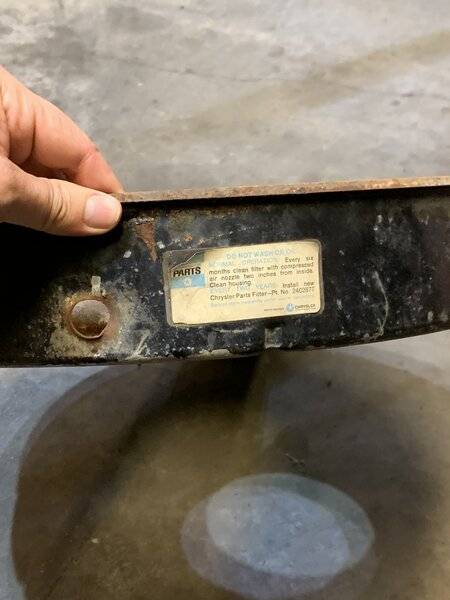 DO NOT WASH OR OIL
NORMAL OPERATION: Every six
months clean filter with compressed
air nozzle two inches from inside.
Clean housing.
EVERY TWO YEARS: Install new
Chrysler Parts Filter—Pt. No.
PARTS
CHRYSLER